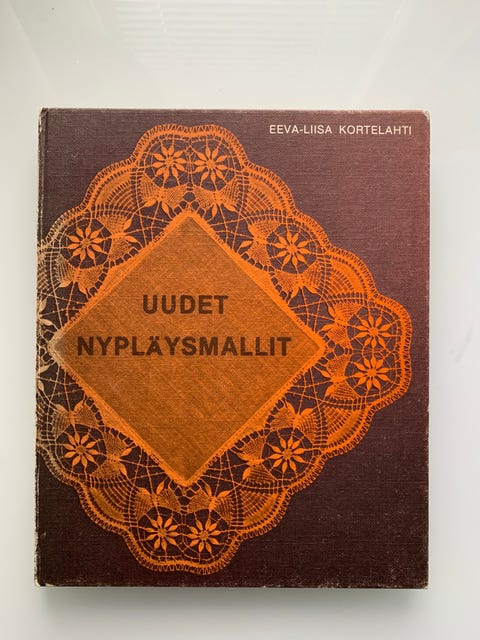 EEVA-LIISA KORTELAHTI
UUDET
NYPLÄYSMALLIT